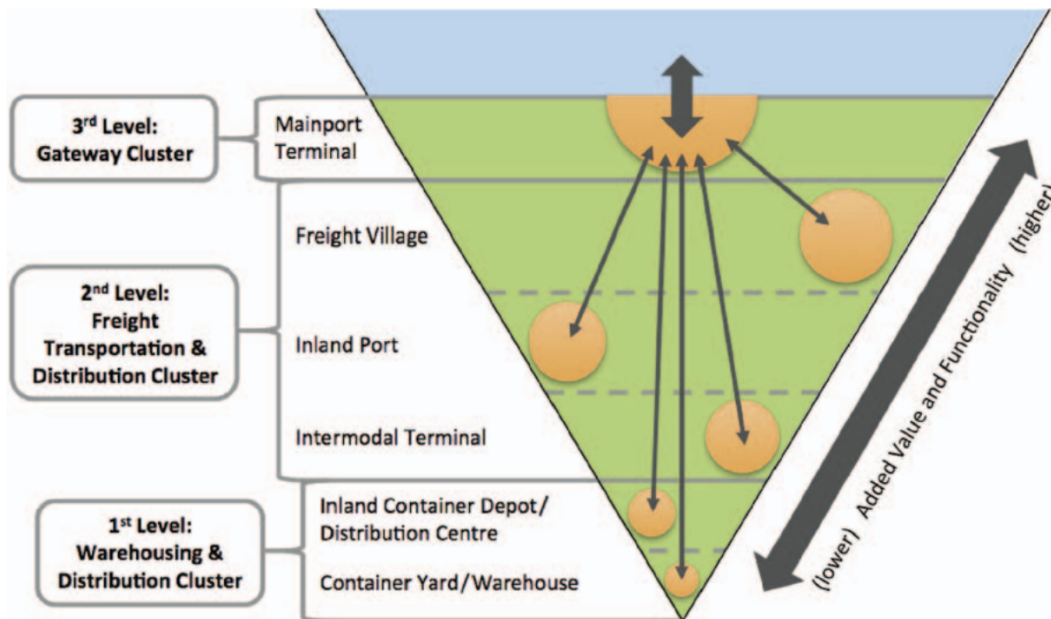 3rd Level:
Gateway Cluster
Mainport
Terminal
2nd Level:
Freight
Transportation &
Distribution Cluster
Freight Village
Inland Port
Intermodal Terminal
1st Level:
Warehousing &
Distribution Cluster
Inland Container Depot/
Distribution Centre
Container Yard/Warehouse
(lower) Added Value and Functionality (higher)